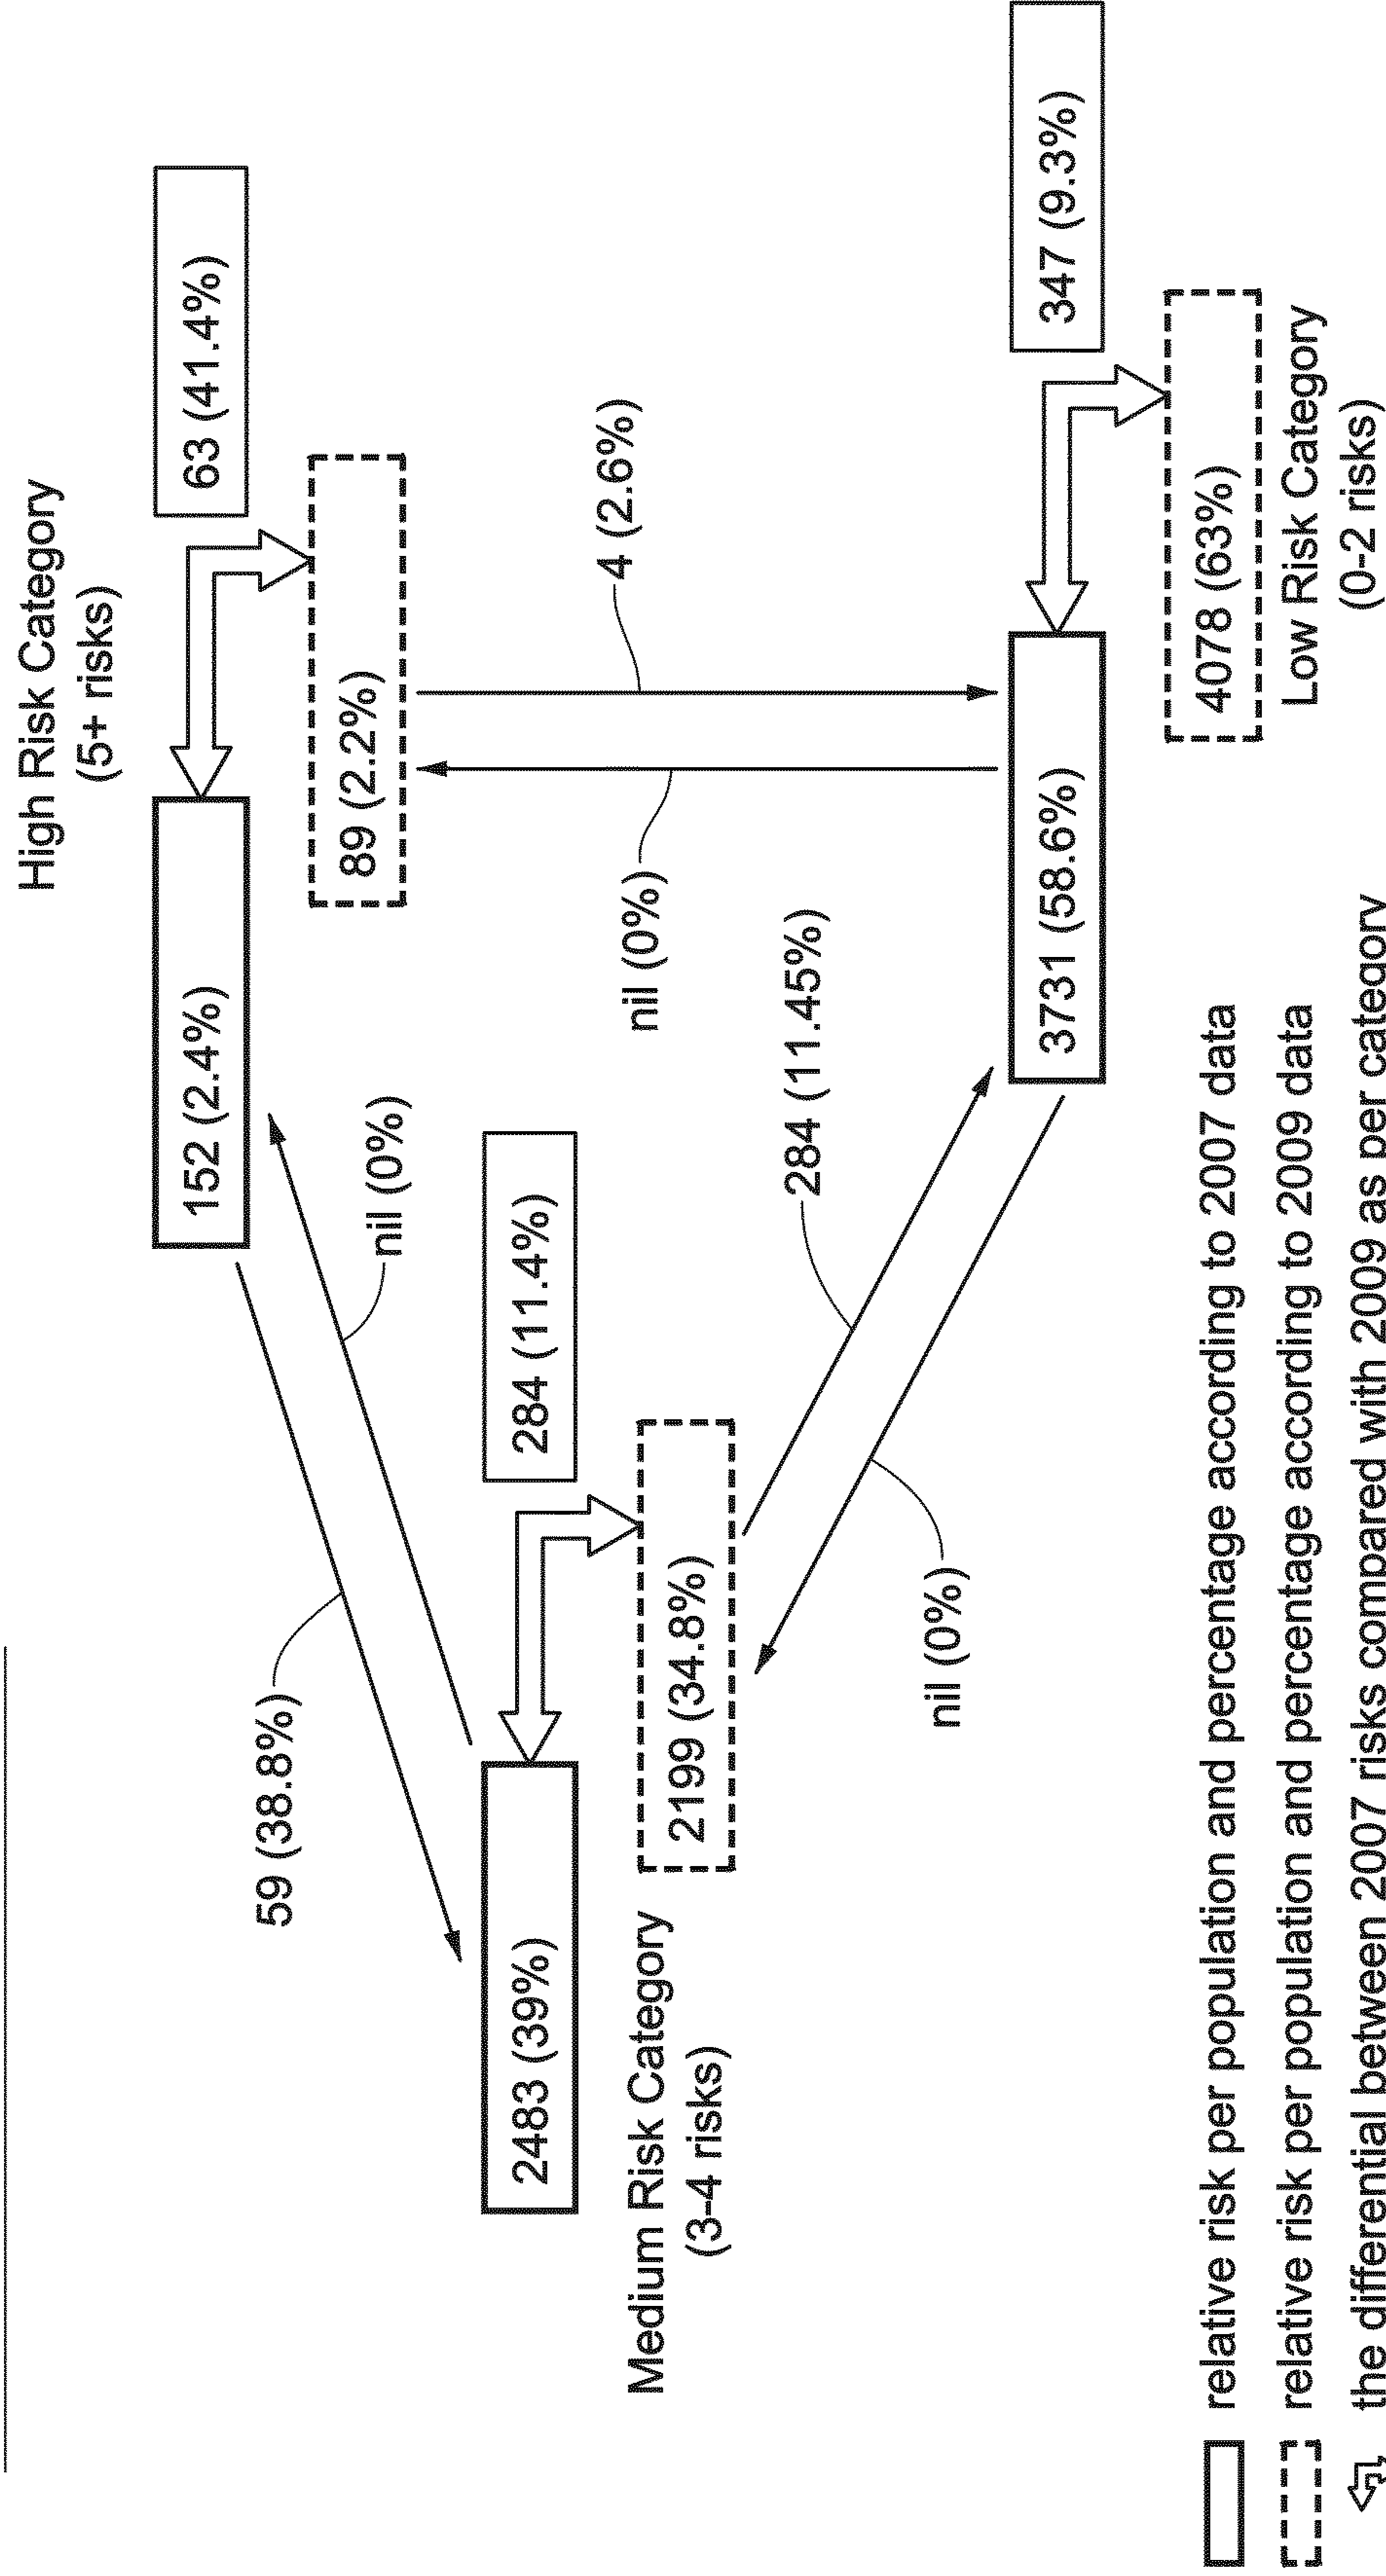 High Risk Category
(5+ risks)
152 (2.4%)
63 (41.4%)
89 (2.2%)
59 (38.8%)
nil (0%)
2483 (39%)
284 (11.4%)
2199 (34.8%)
Medium Risk Category
(3-4 risks)
nil (0%)
4 (2.6%)
284 (11.45%)
nil (0%)
3731 (58.6%)
347 (9.3%)
4078 (63%)
Low Risk Category
(0-2 risks)
relative risk per population and percentage according to 2007 data
relative risk per population and percentage according to 2009 data
the differential between 2007 risks compared with 2009 as per category